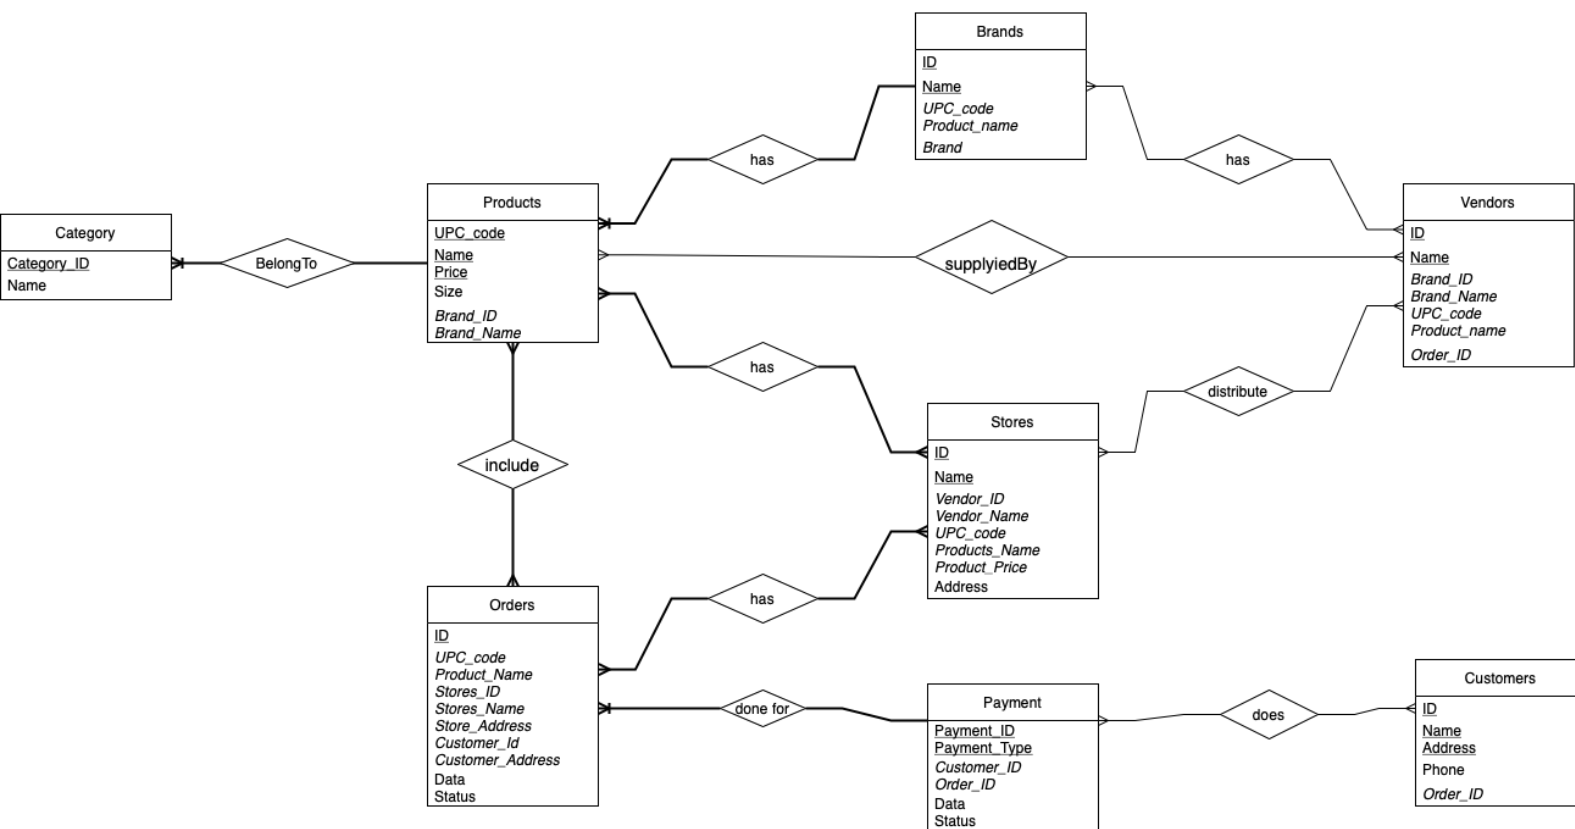 Brands
ID
Name
UPC_code
Product_name
Brand
has
has
Products
UPC_code
Name
Price
Size
Brand_ID
Brand_Name
Vendors
ID
Name
Brand_ID
Brand_Name
UPC_code
Product_name
Order_ID
Category
Category_ID
Name
BelongTo
supplyiedBy
has
distribute
Stores
ID
Name
Vendor_ID
Vendor_Name
UPC_code
Products_Name
Product_Price
Address
include
has
Orders
ID
UPC_code
Product_Name
Stores_ID
Stores_Name
Store_Address
Customer_Id
Customer_Address
Data
Status
done for
Payment
Payment_ID
Payment_Type
Customer_ID
Order_ID
Data
Status
does
Customers
ID
Name
Address
Phone
Order_ID